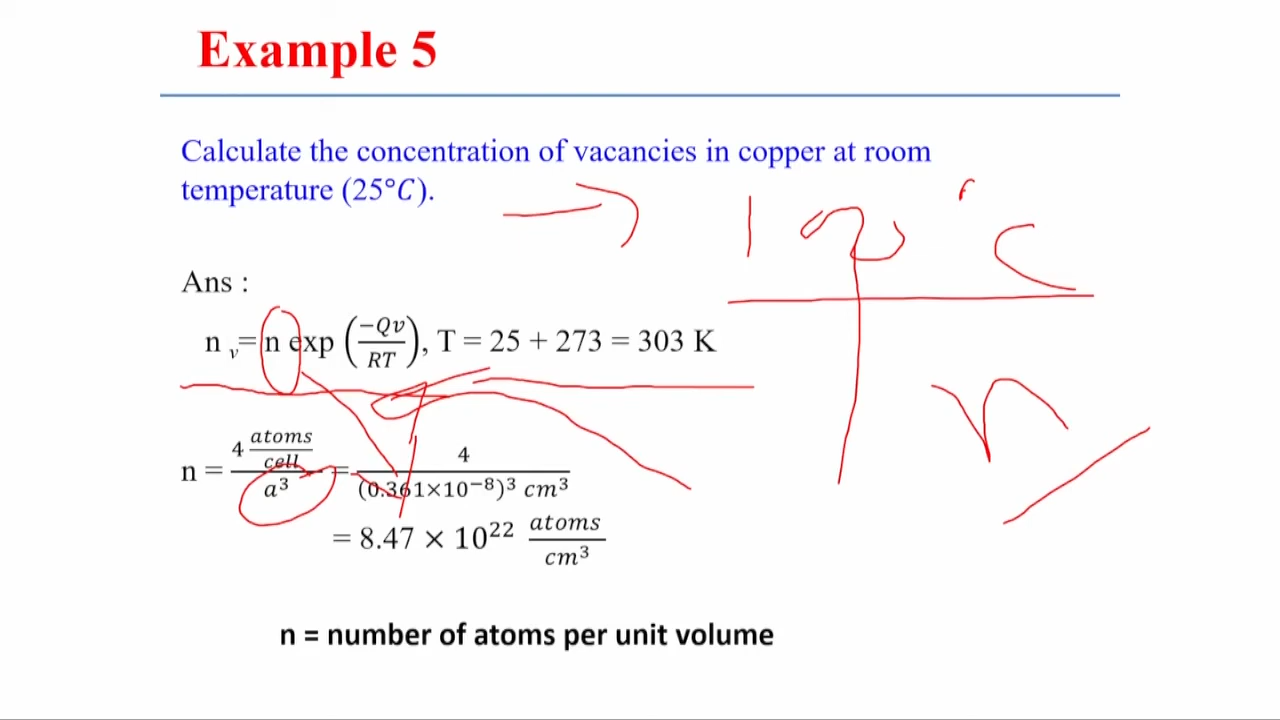 Example 5
Calculate the concentration of vacancies in copper at room
temperature (25°C).
Ans :
n v = n exp (−Qv/RT), T = 25 + 273 = 303 K
n = 4 atoms/cell / a³ = 4 / (0.361×10⁻⁸)³ cm³
= 8.47 × 10²² atoms/cm³
n = number of atoms per unit volume
n